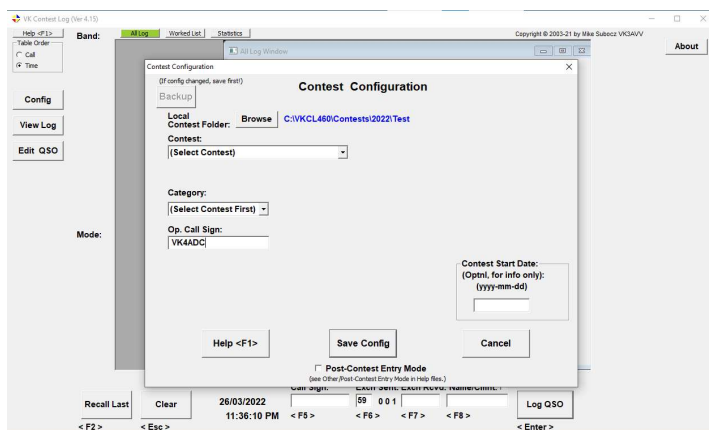 VK Contest Log (Ver 4.15)
Help <F1>
Band:
All Log
Worked List
Statistics
Copyright © 2003-21 by Mike Subocz VK3AVV
Table Order
Call
Time
All Log Window
About
Contest Configuration
(If config changed, save first!)
Backup
Contest Configuration
Config
Local
Contest Folder:
Browse
C:\VKCL460\Contests\2022\Test
View Log
Contest:
(Select Contest)
Edit QSO
Category:
(Select Contest First)
Op. Call Sign:
VK4ADC
Mode:
Contest Start Date:
(Optnl, for info only):
(yyyy-mm-dd)
Help <F1>
Save Config
Cancel
Post-Contest Entry Mode
(see Other/Post-Contest Entry Mode in Help files.)
Call Sign: Exch Sent: Exch Rcvd:
Recall Last
Clear
26/03/2022
59 001
Log QSO
11:36:10 PM
< F5 >
< F6 >
< F7 >
< F8 >
< F2 >
< Esc >
< Enter >